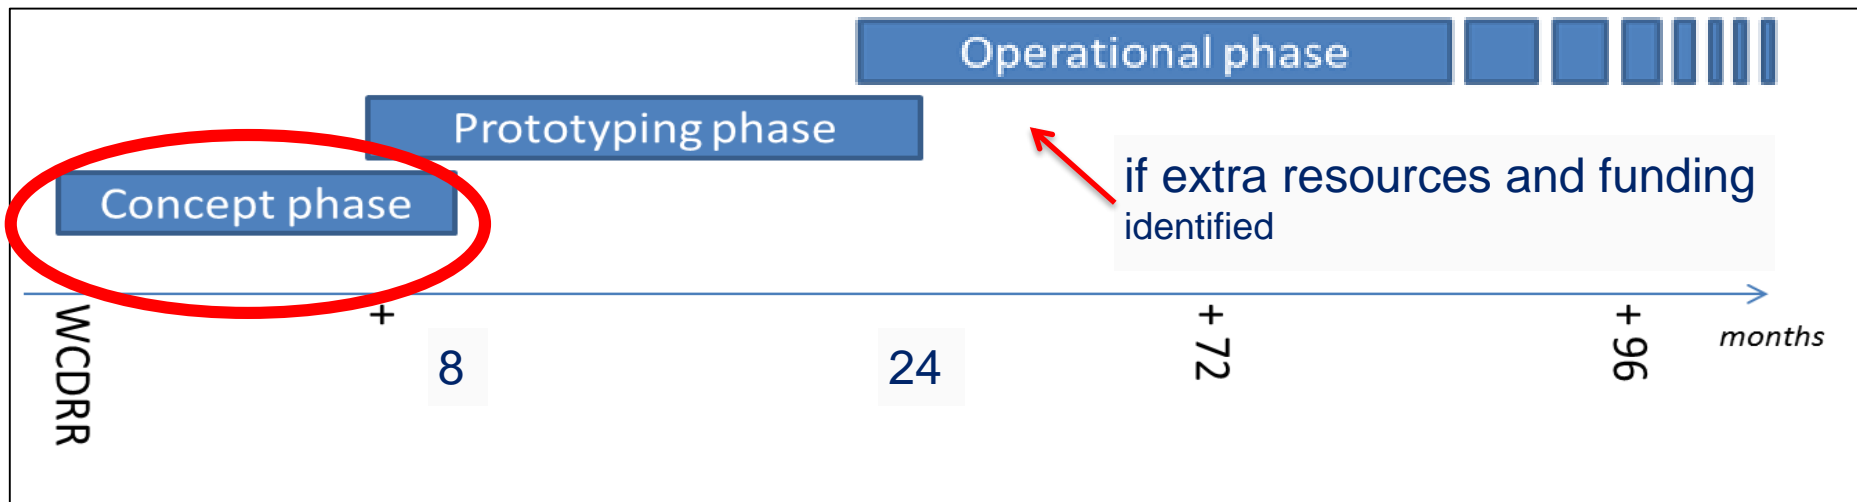 Operational phase
Prototyping phase
Concept phase
if extra resources and funding
identified
WCDRR
+
8
24
+ 72
+ 96
months